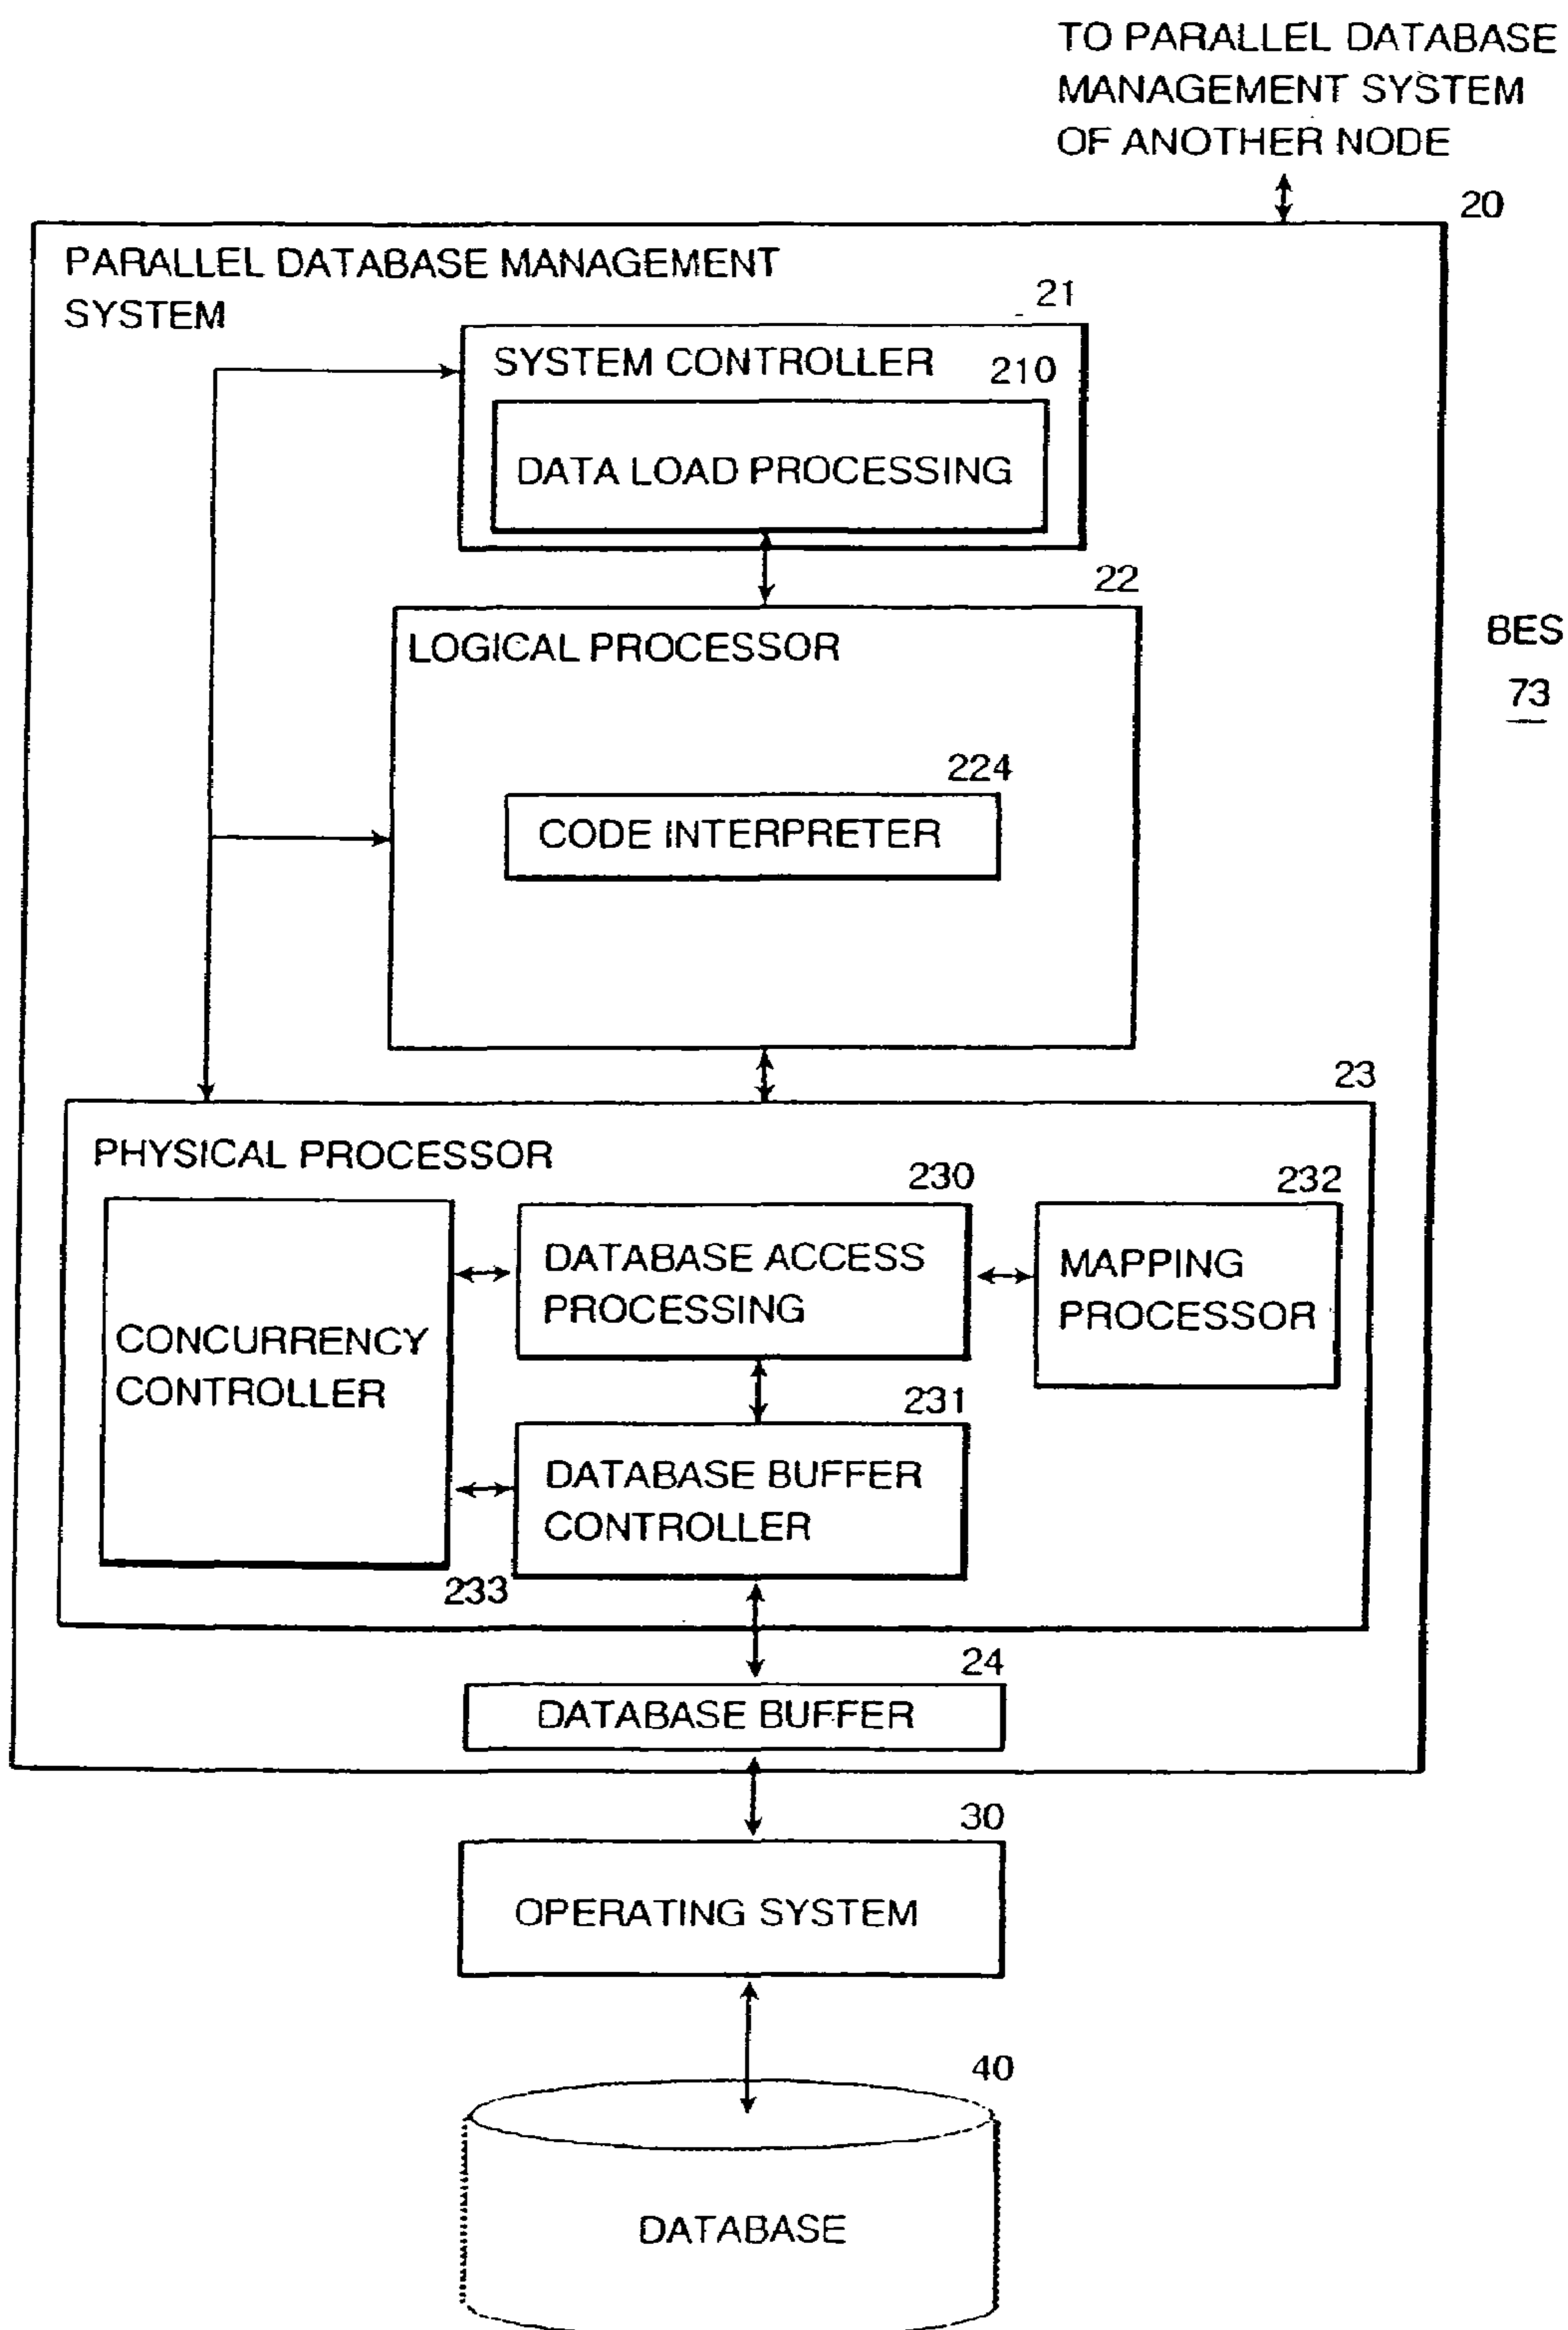 TO PARALLEL DATABASE
MANAGEMENT SYSTEM
OF ANOTHER NODE
20
PARALLEL DATABASE MANAGEMENT
SYSTEM
21
SYSTEM CONTROLLER
210
DATA LOAD PROCESSING
22
LOGICAL PROCESSOR
BES
73
224
CODE INTERPRETER
23
PHYSICAL PROCESSOR
230
232
DATABASE ACCESS
PROCESSING
MAPPING
PROCESSOR
CONCURRENCY
CONTROLLER
231
DATABASE BUFFER
CONTROLLER
233
24
DATABASE BUFFER
30
OPERATING SYSTEM
40
DATABASE